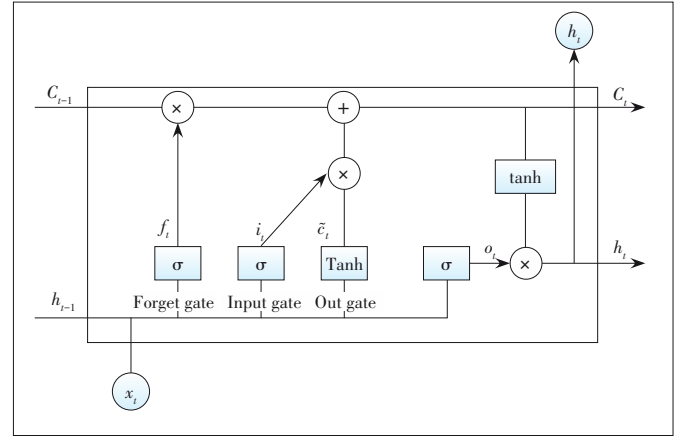 h_t
C_{t-1}
C_t
×
+
×
tanh
f_t
i_t
c̃_t
o_t
h_t
σ
σ
Tanh
σ
×
h_{t-1}
Forget gate
Input gate
Out gate
x_t